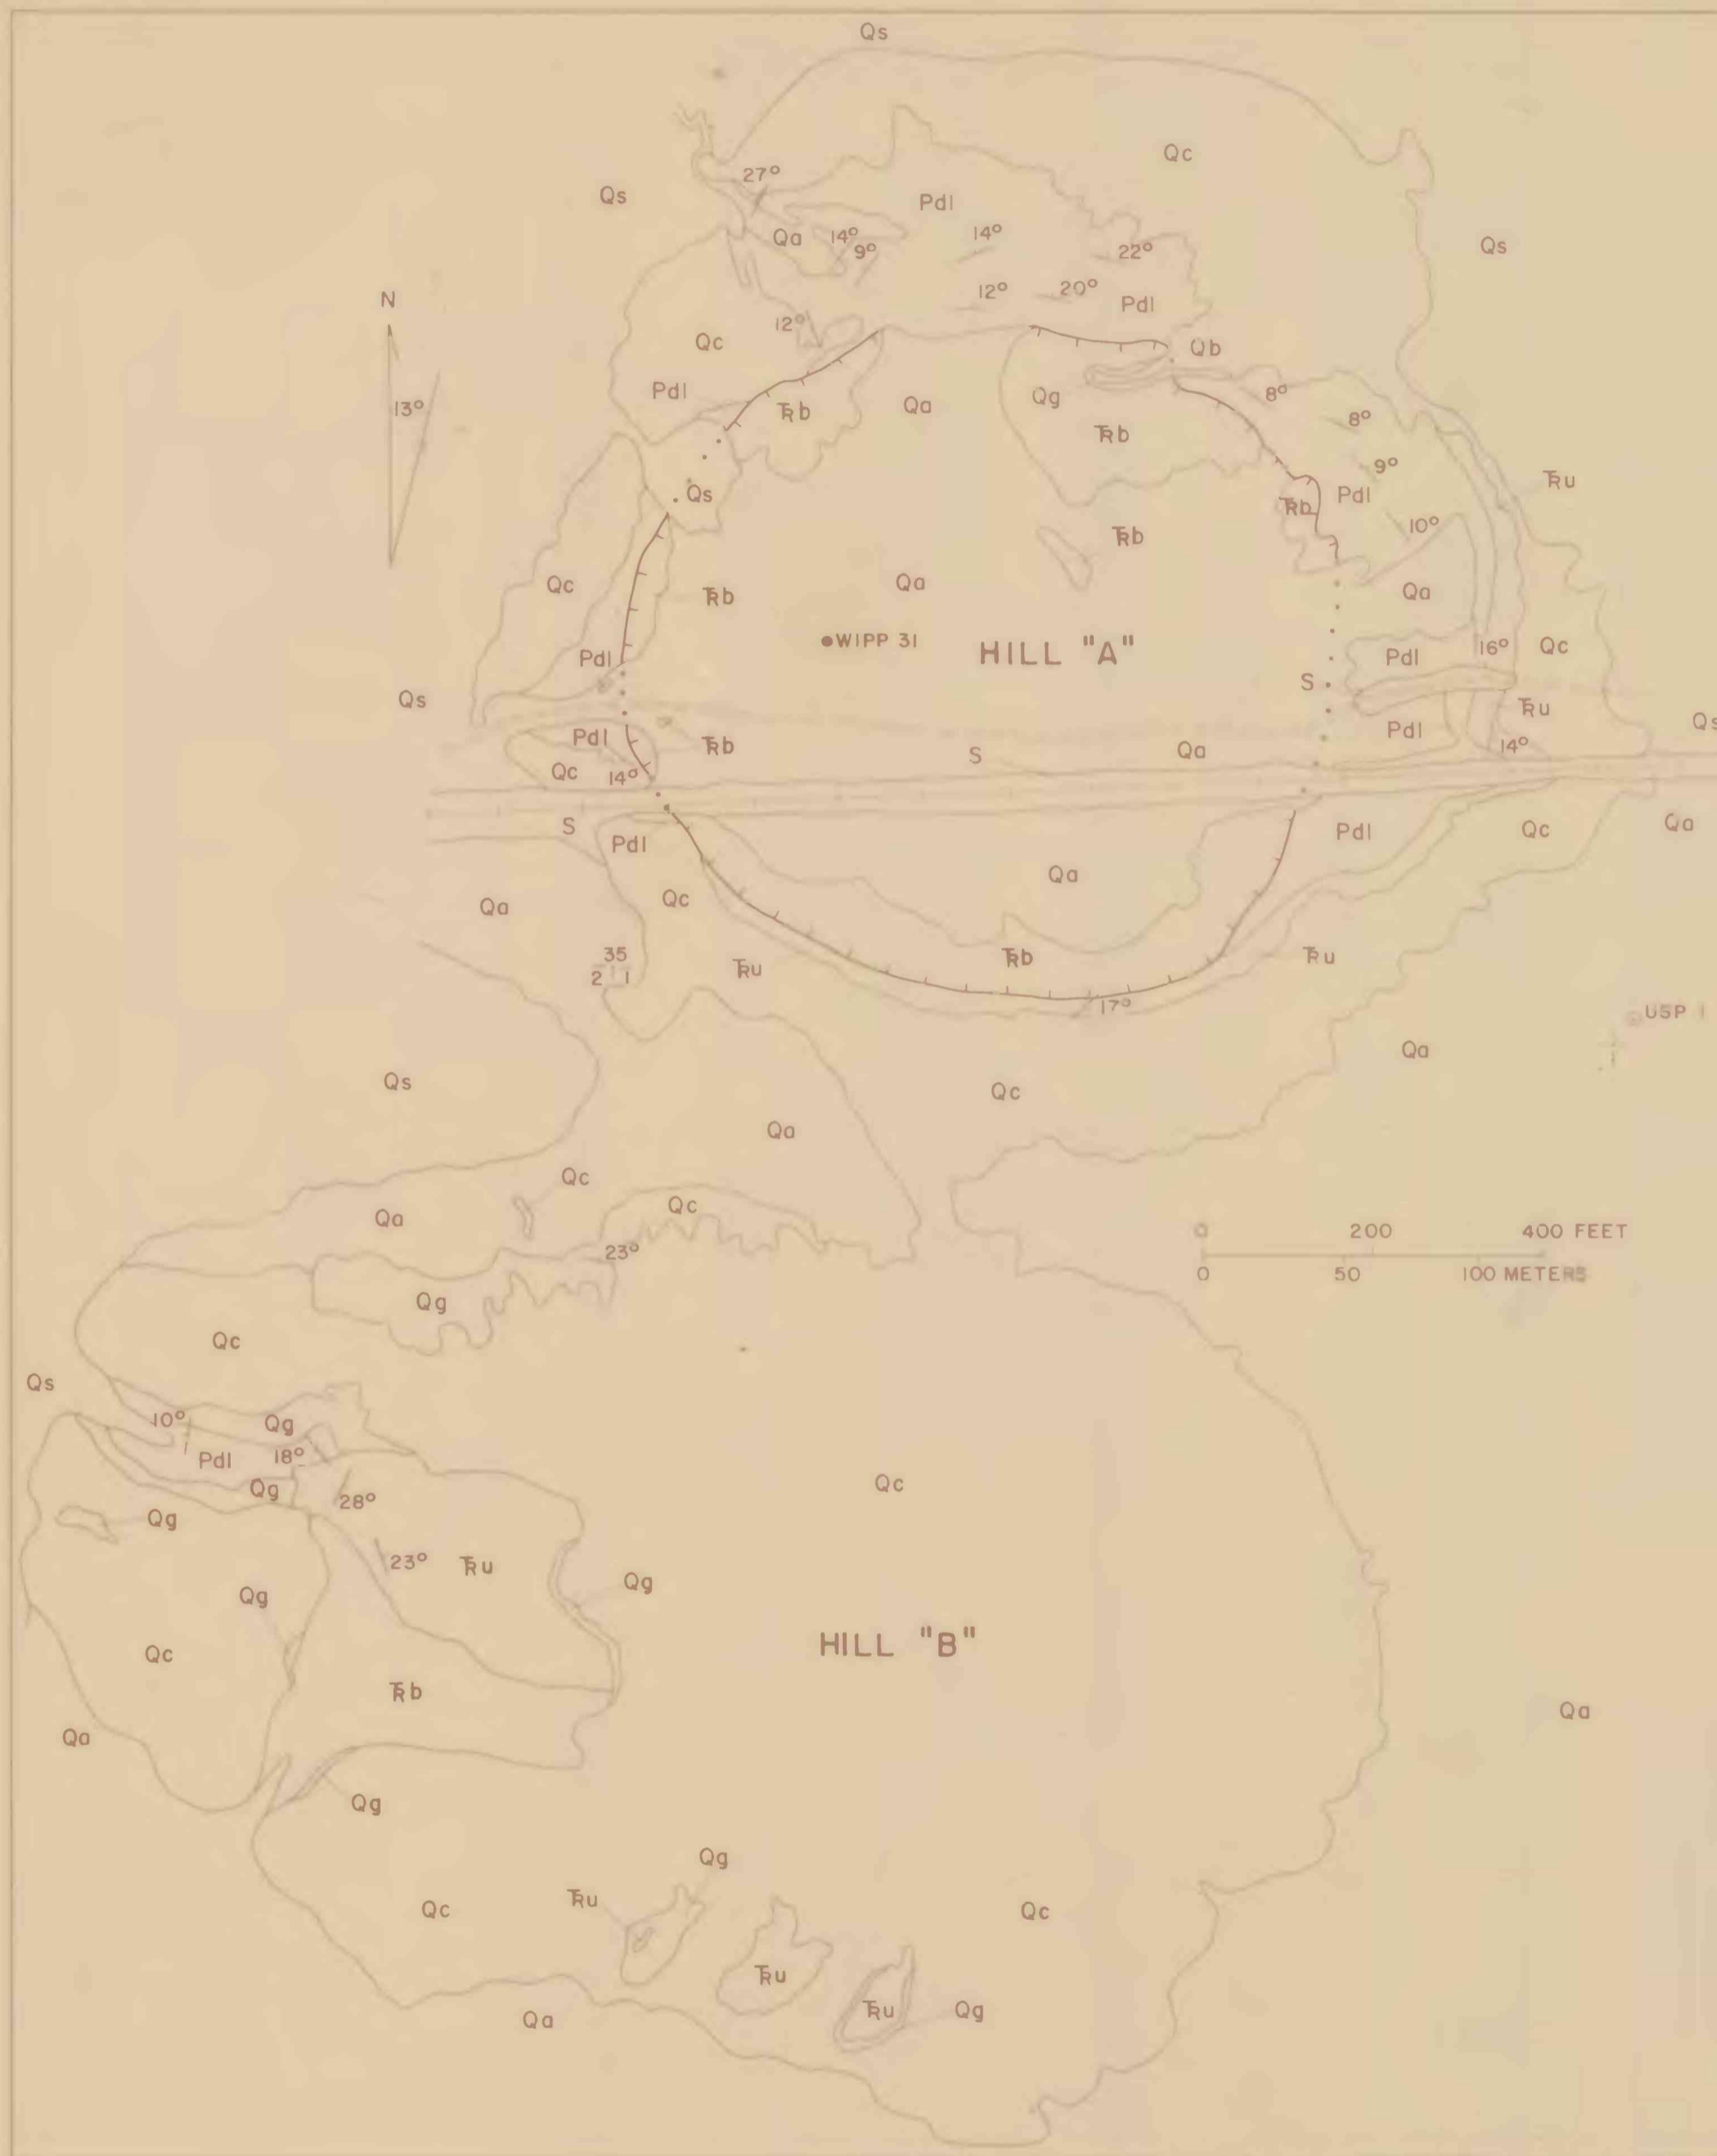 Qs
Qc
27°
Qs
Pdl
Qa
14°
14°
9°
22°
Qs
N
12°
20°
Pdl
12°
Qc
Qb
13°
Pdl
Qa
Qg
8°
TRb
8°
TRb
9°
TRu
Qs
Pdl
TRb
10°
TRb
Qc
TRb
Qa
Qa
WIPP 31
HILL "A"
Pdl
Pdl
16°
Qc
Qs
S
TRu
Pdl
TRb
S
Qa
Pdl
14°
Qs
Qc
14°
S
Pdl
Pdl
Qc
Qa
Qa
Qc
Qa
35
2 1
TRu
TRb
TRu
17°
USP 1
Qa
Qs
Qc
Qa
Qc
Qc
Qa
0 200 400 FEET
23°
0 50 100 METERS
Qg
Qc
Qs
10°
Qg
Pdl
18°
Qg
Qc
28°
Qg
23°
TRu
Qg
Qg
HILL "B"
Qc
TRb
Qa
Qa
Qg
Qg
TRu
Qc
Qc
TRu
TRu
Qg
Qa